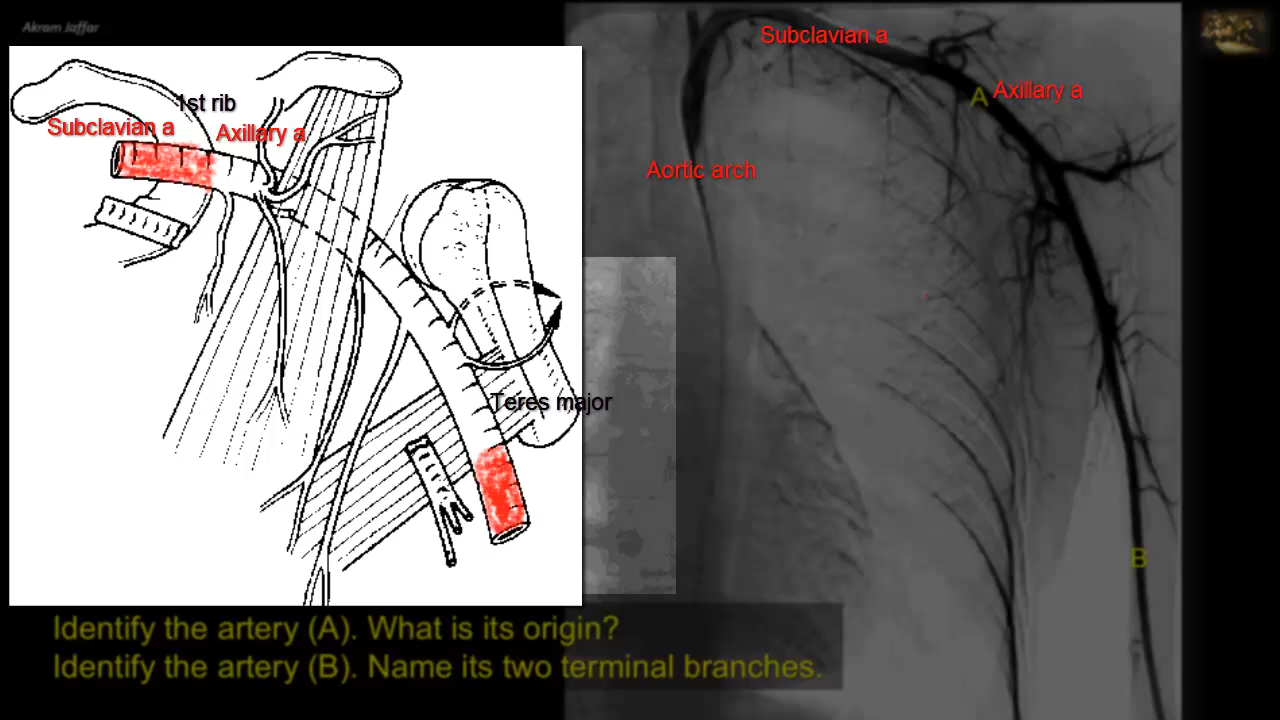 Akram Jaffar
Subclavian a
1st rib
Axillary a
A
Subclavian a
Axillary a
Aortic arch
Teres major
B
Identify the artery (A). What is its origin?
Identify the artery (B). Name its two terminal branches.